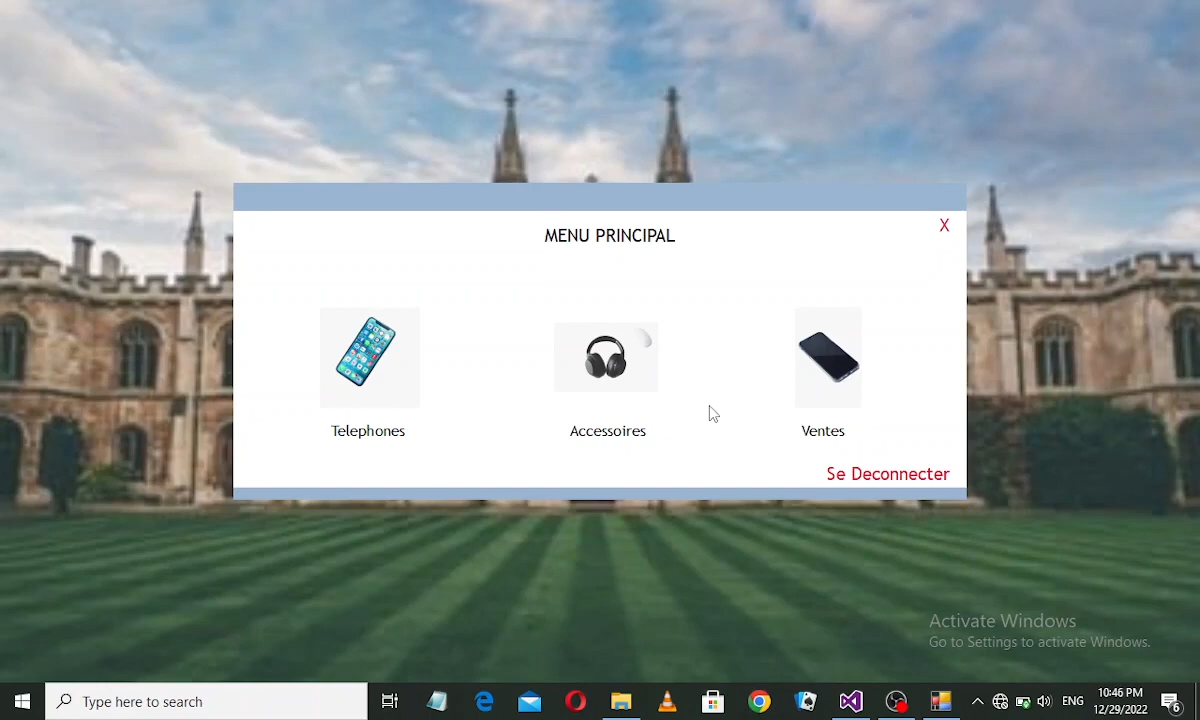 MENU PRINCIPAL
X
Telephones
Accessoires
Ventes
Se Deconnecter
Activate Windows
Go to Settings to activate Windows.
Type here to search
ENG
10:46 PM
12/29/2022
6